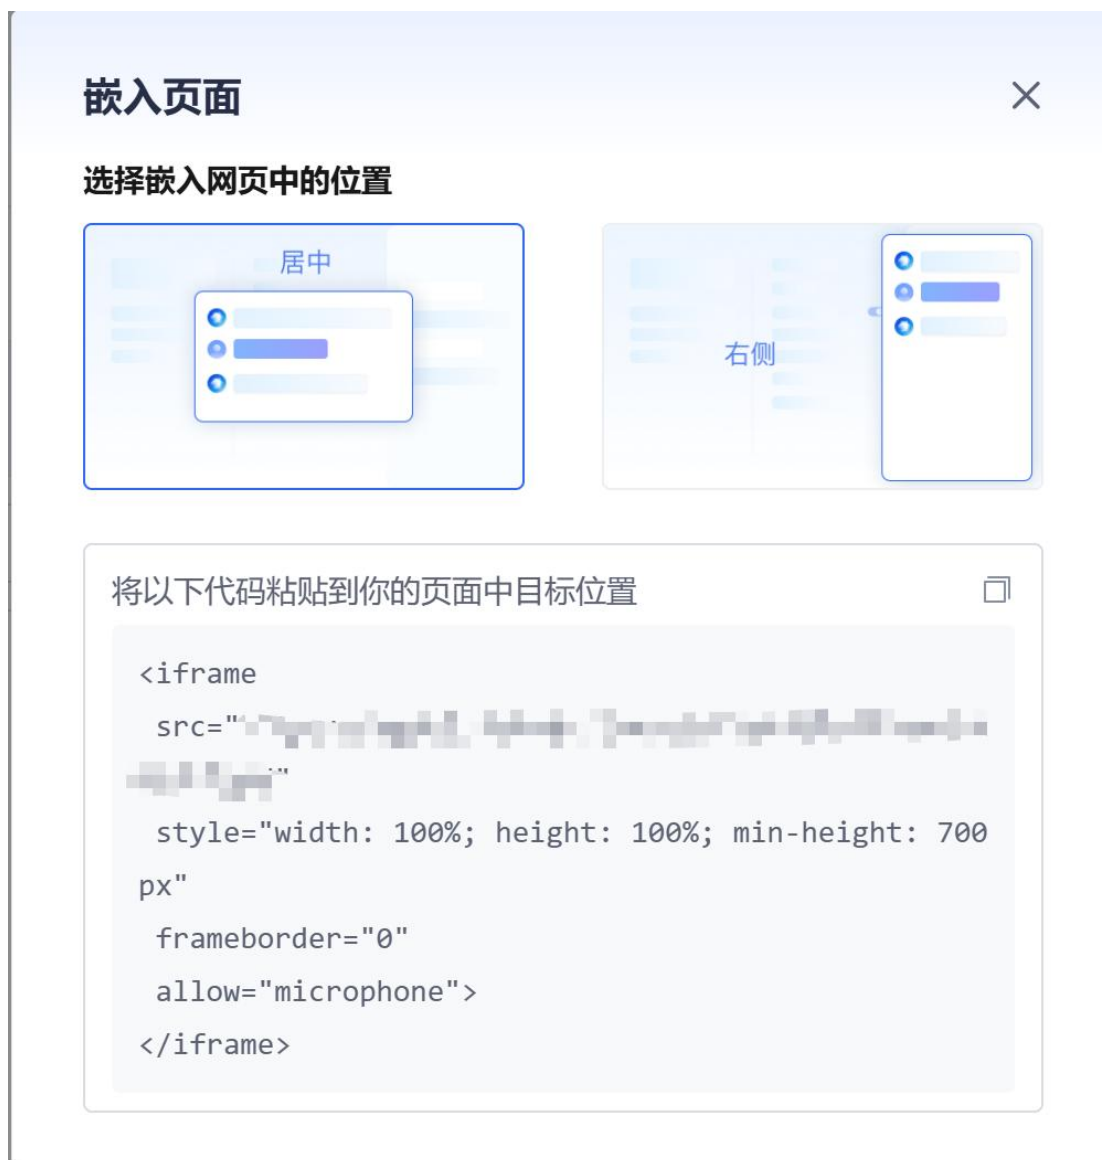 嵌入页面
选择嵌入网页中的位置
居中
右侧
将以下代码粘贴到你的页面中目标位置
<iframe
src="
"
style="width: 100%; height: 100%; min-height: 700
px"
frameborder="0"
allow="microphone">
</iframe>